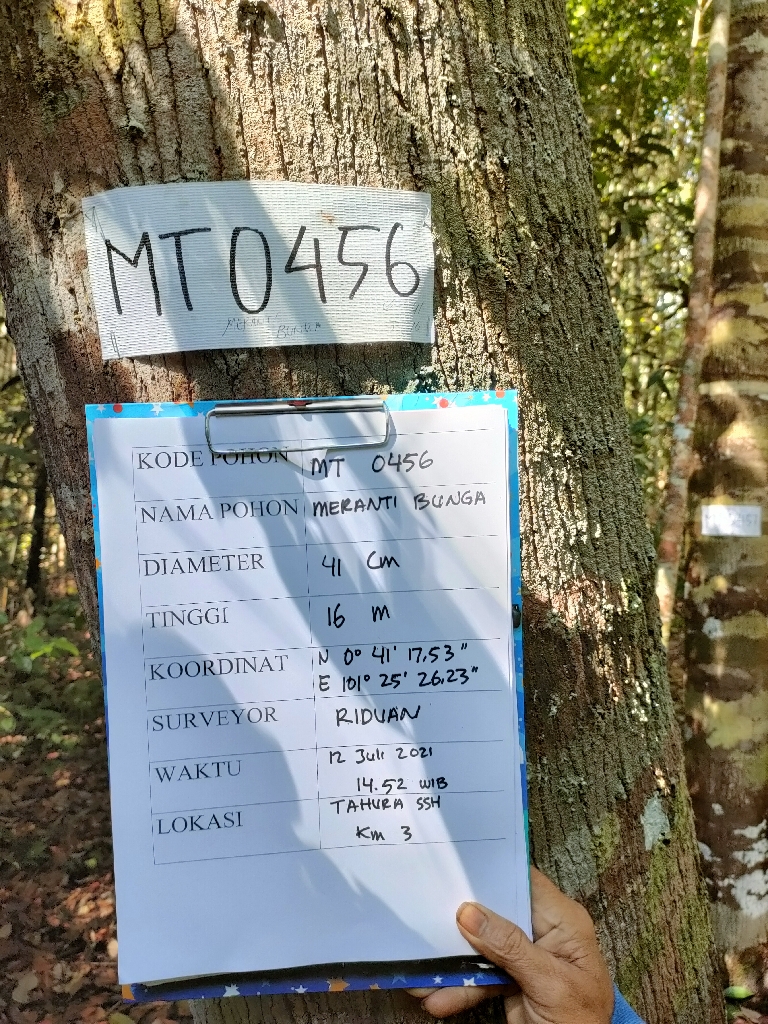 MT 0456
MERANTI BUNGA
KODE POHON MT 0456
NAMA POHON MERANTI BUNGA
DIAMETER 41 Cm
TINGGI 16 m
KOORDINAT N 0° 41' 17.53"
E 101° 25' 26.23"
SURVEYOR RIDUAN
WAKTU 12 Juli 2021
14.52 WIB
LOKASI TAHURA SSH
Km 3